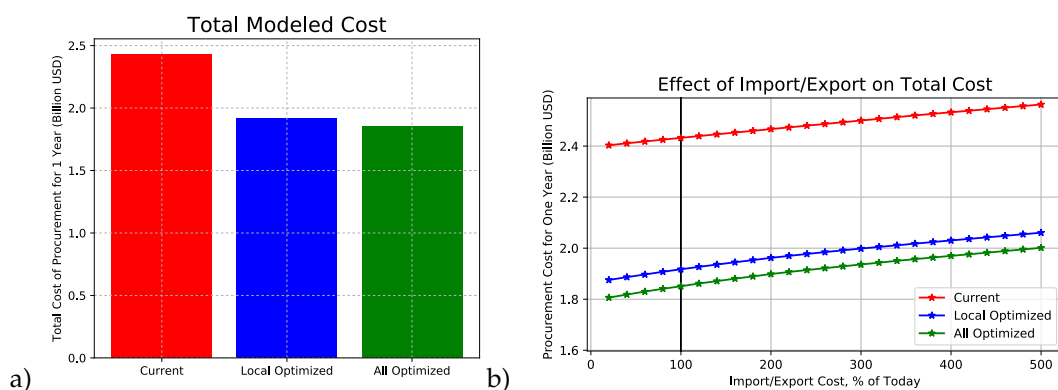 Total Modeled Cost
Total Cost of Procurement for 1 Year (Billion USD)
2.5
2.0
1.5
1.0
0.5
0.0
Current
Local Optimized
All Optimized
a)
Effect of Import/Export on Total Cost
Procurement Cost for One Year (Billion USD)
2.4
2.2
2.0
1.8
1.6
0
100
200
300
400
500
Import/Export Cost, % of Today
Current
Local Optimized
All Optimized
b)